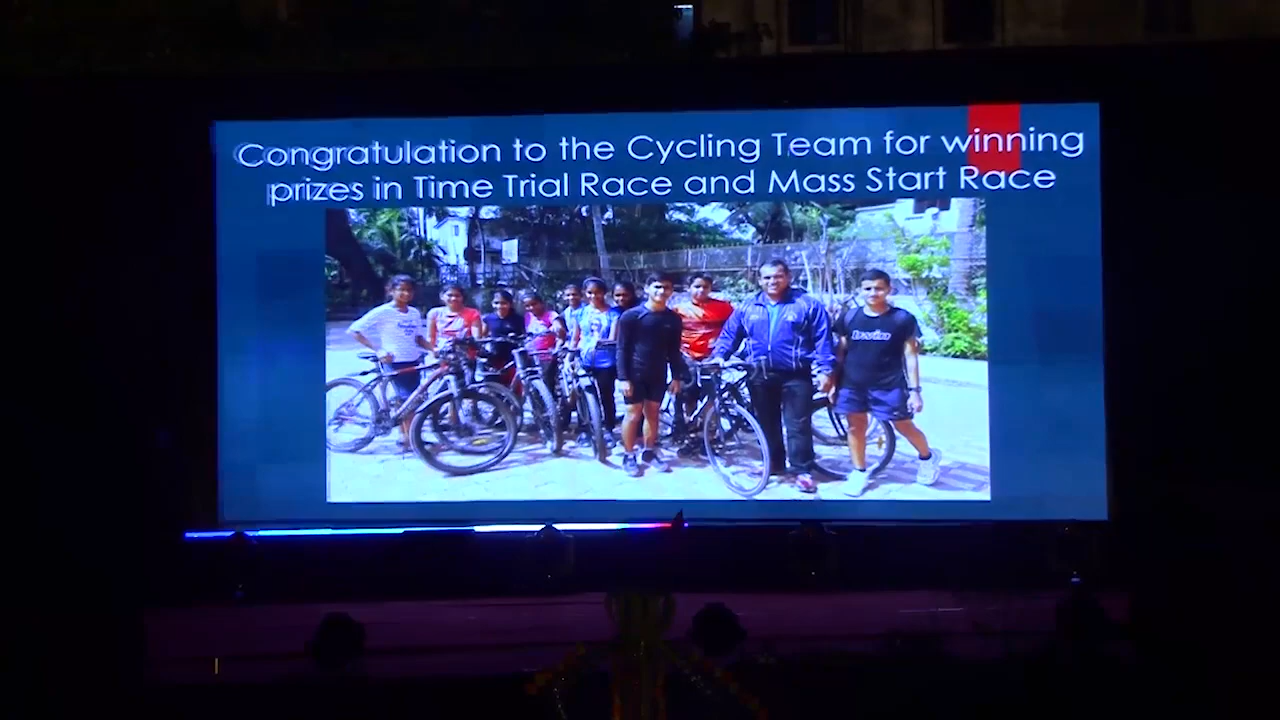 Congratulation to the Cycling Team for winning
prizes in Time Trial Race and Mass Start Race